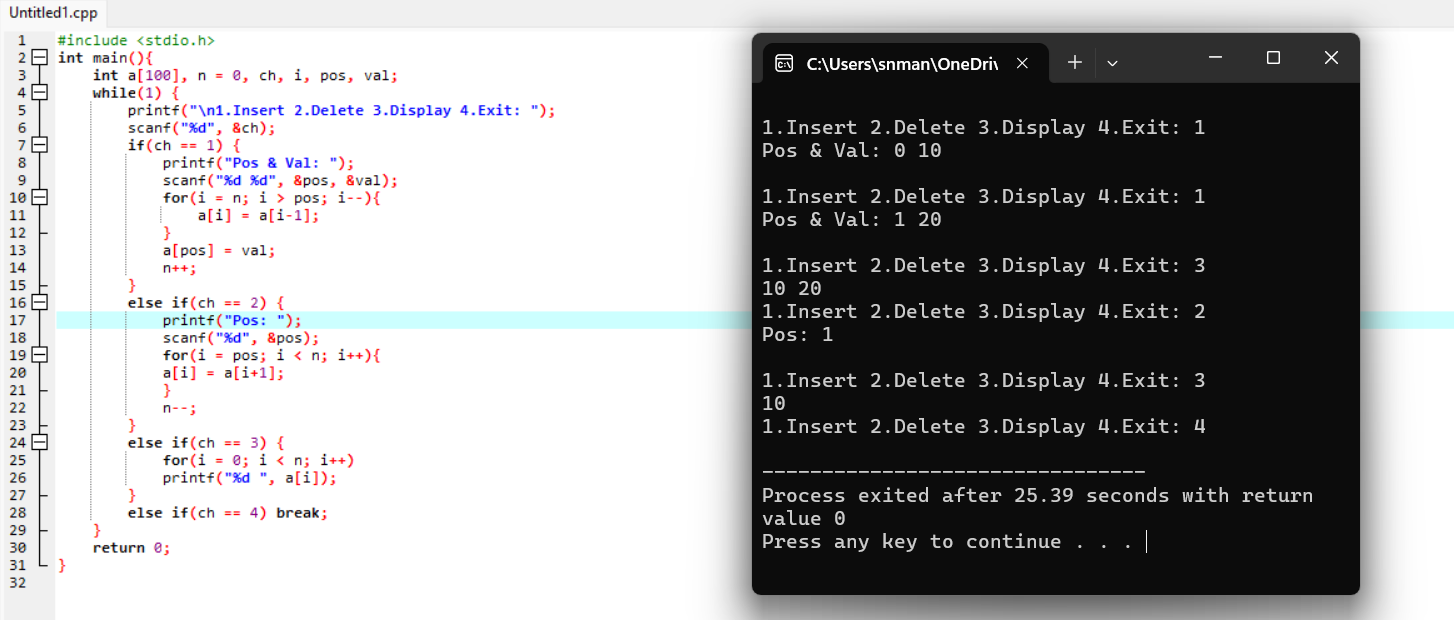 Untitled1.cpp
1 #include <stdio.h>
2 int main(){
3 int a[100], n = 0, ch, i, pos, val;
4 while(1) {
5 printf("\n1.Insert 2.Delete 3.Display 4.Exit: ");
6 scanf("%d", &ch);
7 if(ch == 1) {
8 printf("Pos & Val: ");
9 scanf("%d %d", &pos, &val);
10 for(i = n; i > pos; i--){
11 a[i] = a[i-1];
12 }
13 a[pos] = val;
14 n++;
15 }
16 else if(ch == 2) {
17 printf("Pos: ");
18 scanf("%d", &pos);
19 for(i = pos; i < n; i++){
20 a[i] = a[i+1];
21 }
22 n--;
23 }
24 else if(ch == 3) {
25 for(i = 0; i < n; i++)
26 printf("%d ", a[i]);
27 }
28 else if(ch == 4) break;
29 }
30 return 0;
31 }
32
C:\Users\snman\OneDri
1.Insert 2.Delete 3.Display 4.Exit: 1
Pos & Val: 0 10
1.Insert 2.Delete 3.Display 4.Exit: 1
Pos & Val: 1 20
1.Insert 2.Delete 3.Display 4.Exit: 3
10 20
1.Insert 2.Delete 3.Display 4.Exit: 2
Pos: 1
1.Insert 2.Delete 3.Display 4.Exit: 3
10
1.Insert 2.Delete 3.Display 4.Exit: 4
--------------------------------
Process exited after 25.39 seconds with return
value 0
Press any key to continue . . .